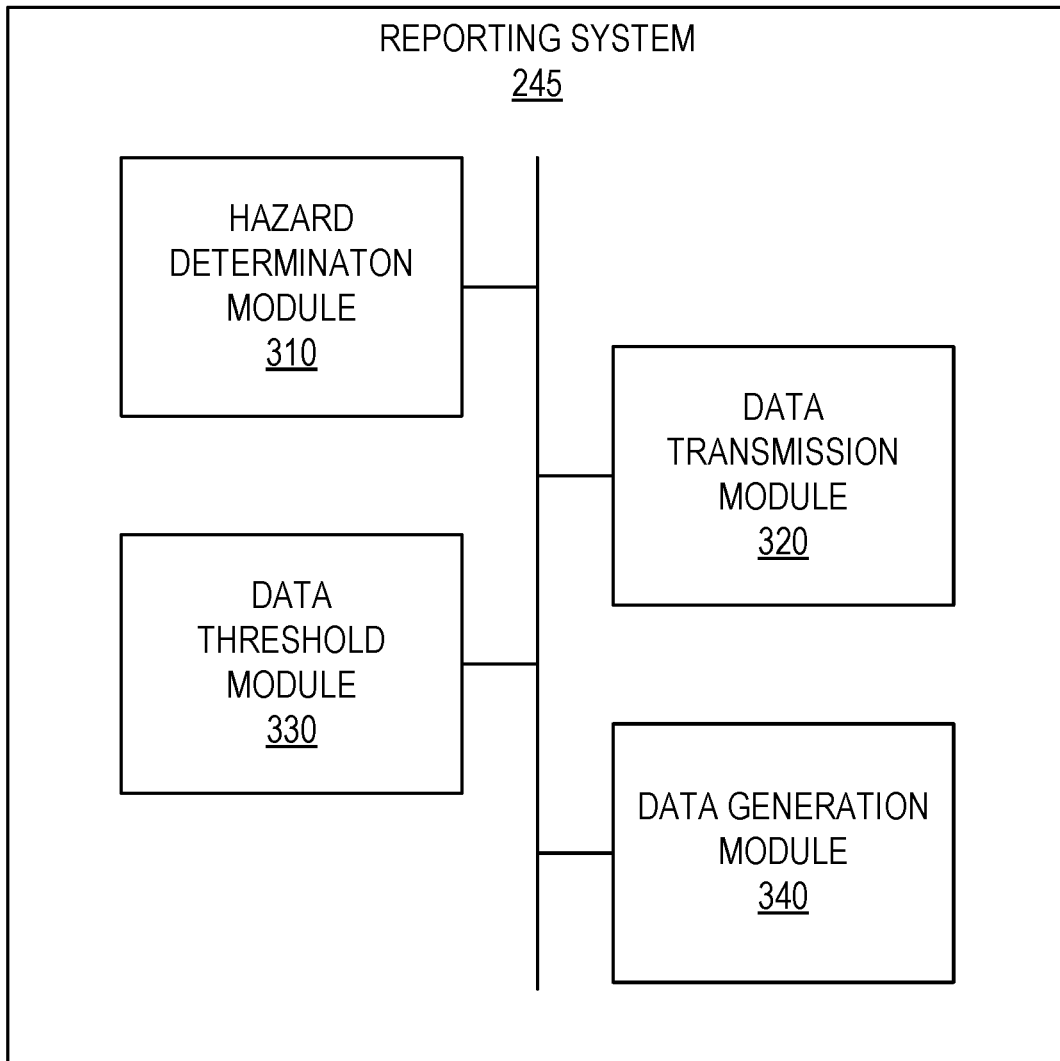 REPORTING SYSTEM
245
HAZARD
DETERMINATON
MODULE
310
DATA
TRANSMISSION
MODULE
320
DATA
THRESHOLD
MODULE
330
DATA GENERATION
MODULE
340